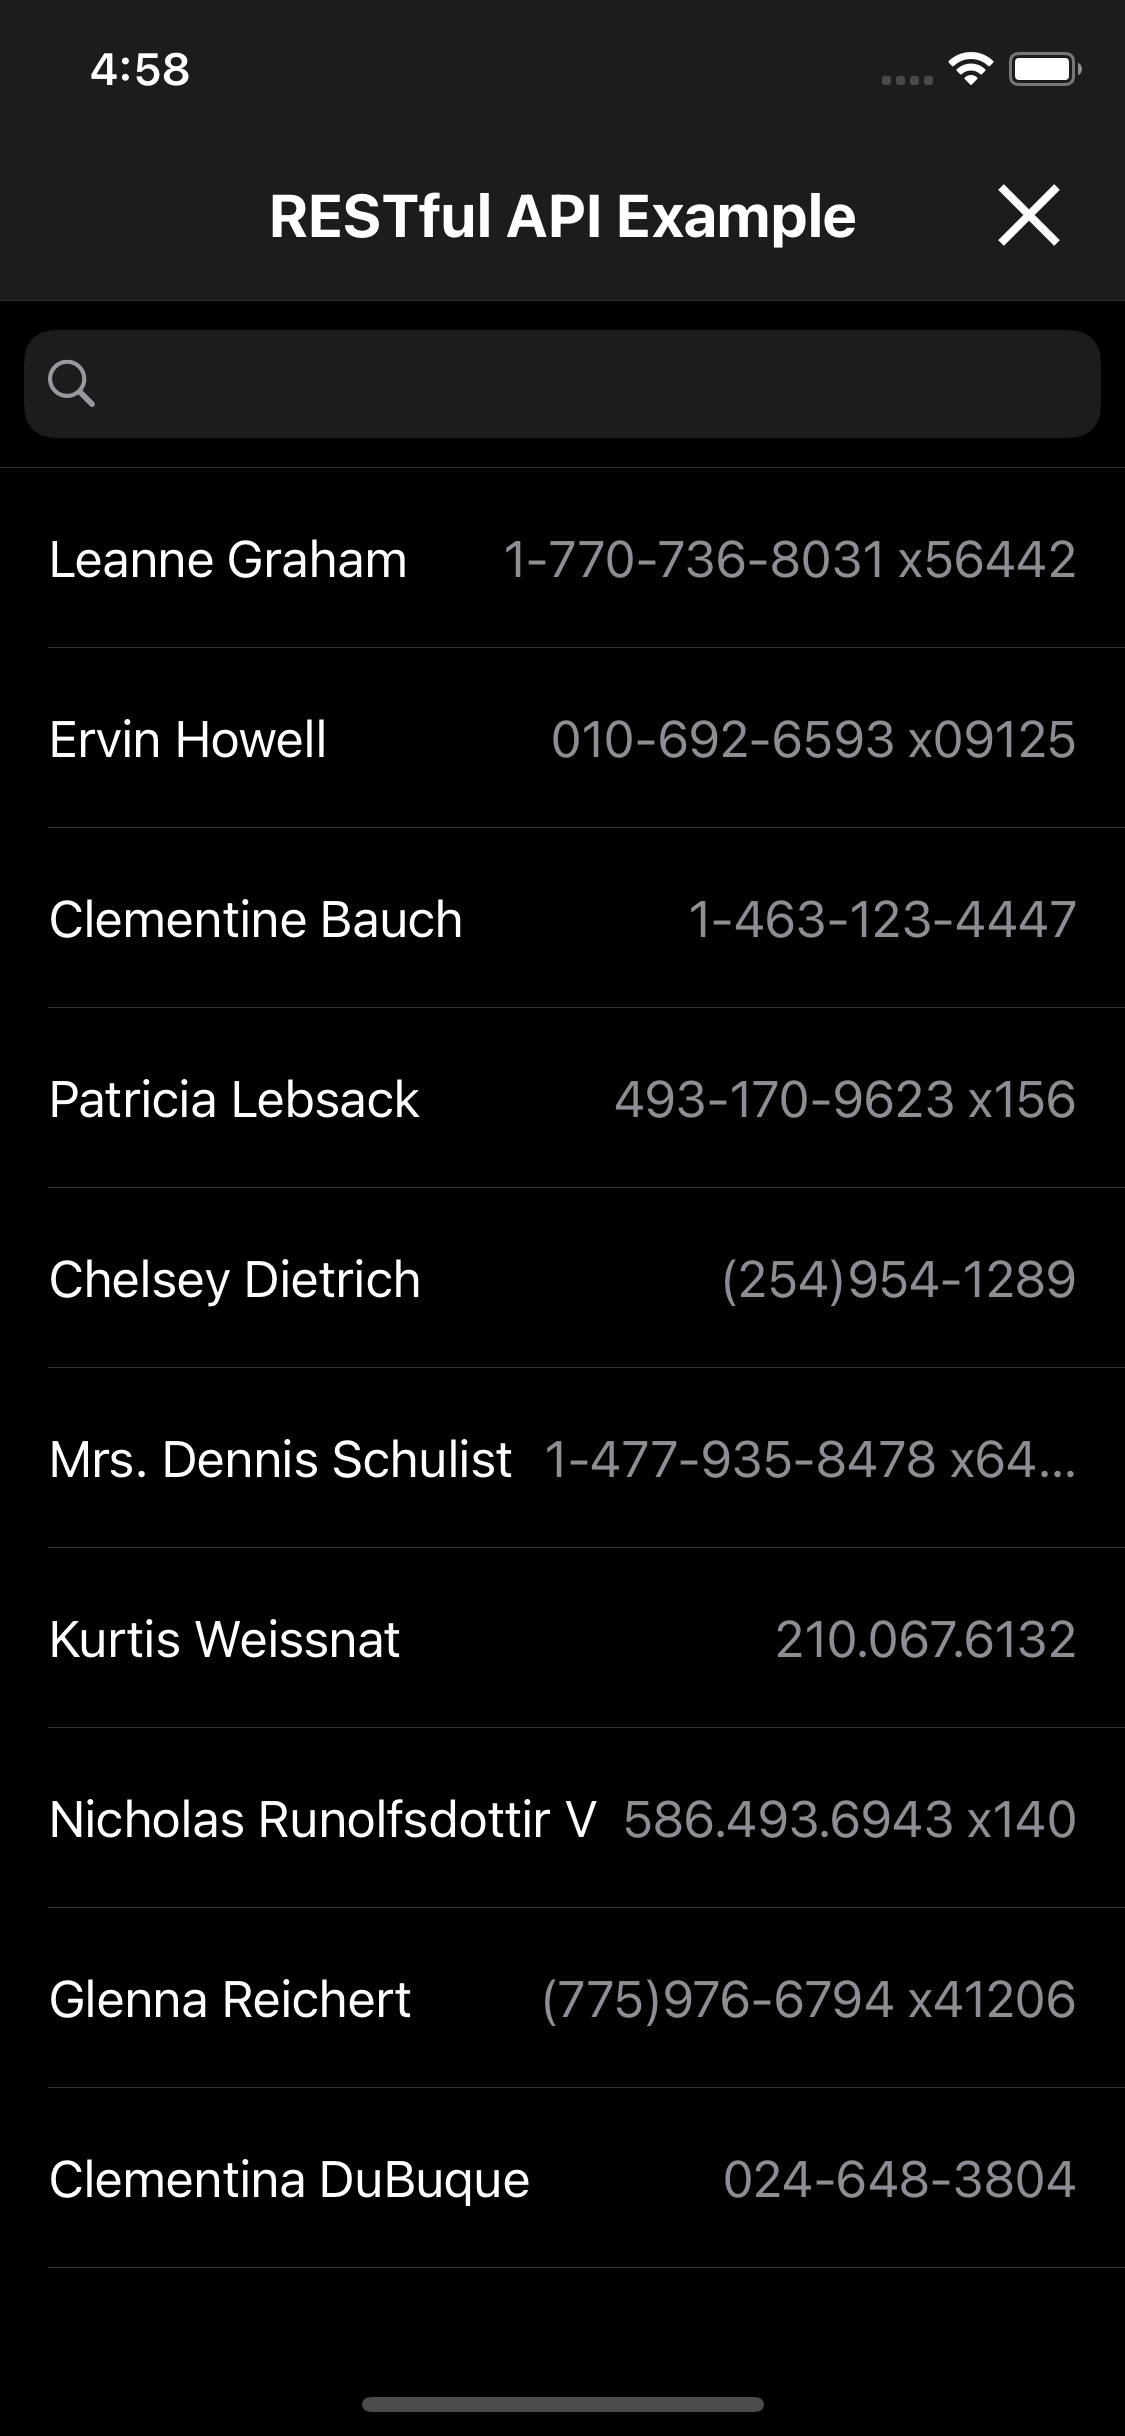 4:58
RESTful API Example
Leanne Graham 1-770-736-8031 x56442
Ervin Howell 010-692-6593 x09125
Clementine Bauch 1-463-123-4447
Patricia Lebsack 493-170-9623 x156
Chelsey Dietrich (254)954-1289
Mrs. Dennis Schulist 1-477-935-8478 x64...
Kurtis Weissnat 210.067.6132
Nicholas Runolfsdottir V 586.493.6943 x140
Glenna Reichert (775)976-6794 x41206
Clementina DuBuque 024-648-3804